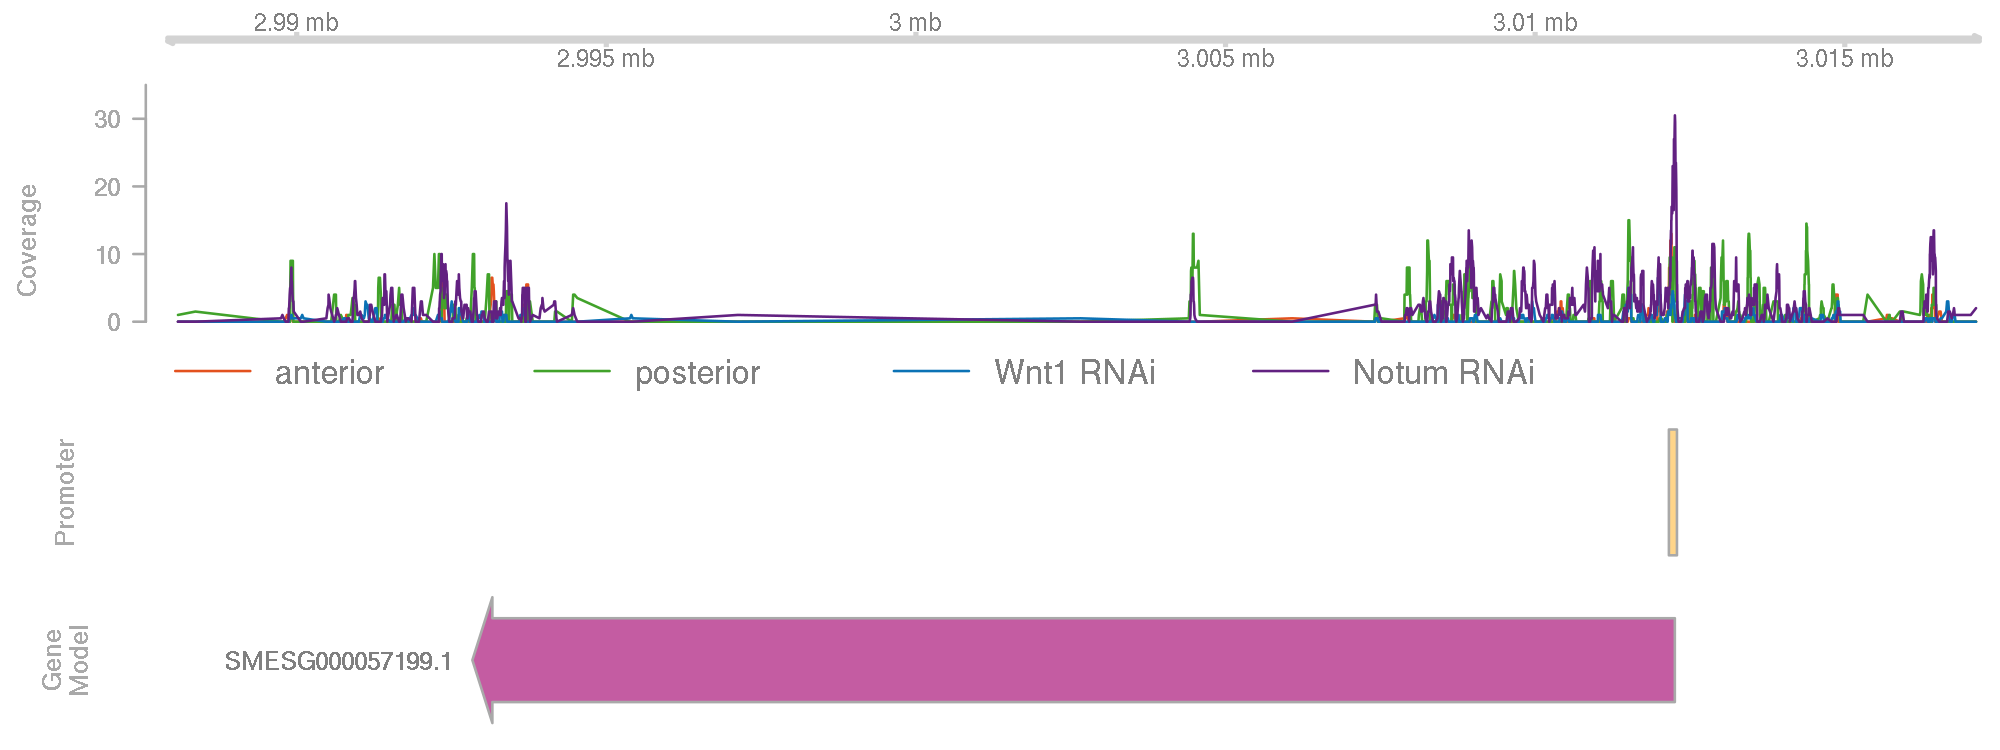 2.99 mb 3 mb 3.01 mb
2.995 mb 3.005 mb 3.015 mb
Coverage
30
20
10
0
anterior posterior Wnt1 RNAi Notum RNAi
Promoter
Gene
Model
SMESG000057199.1